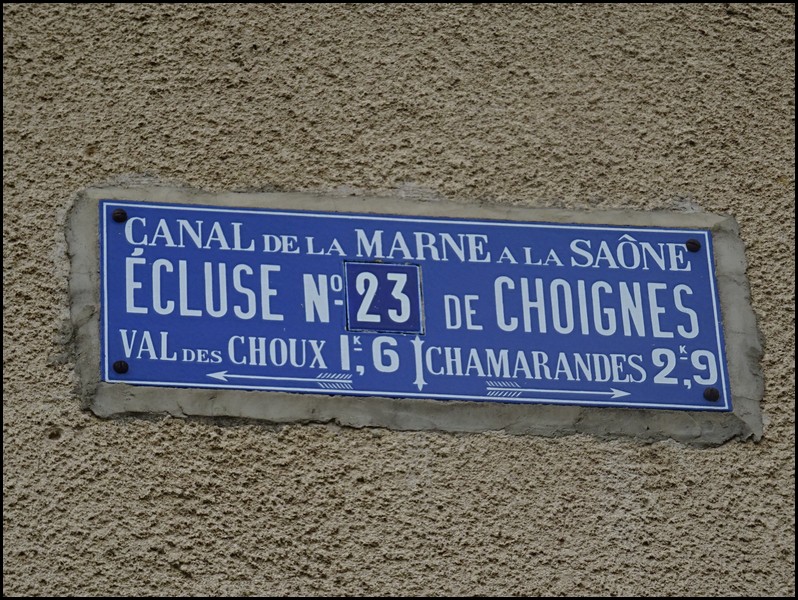 CANAL DE LA MARNE A LA SAÔNE
ÉCLUSE Nº 23 DE CHOIGNES
VAL DES CHOUX 1ᴷ,6 CHAMARANDES 2ᴷ,9